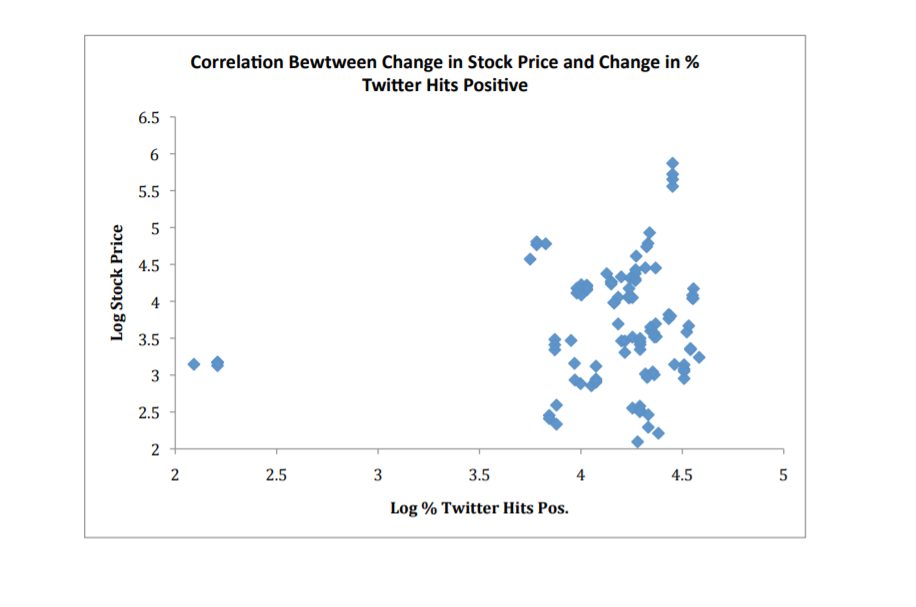 Correlation Bewtween Change in Stock Price and Change in %
Twitter Hits Positive
6.5
6
5.5
5
4.5
4
3.5
3
2.5
2
Log Stock Price
2 2.5 3 3.5 4 4.5 5
Log % Twitter Hits Pos.